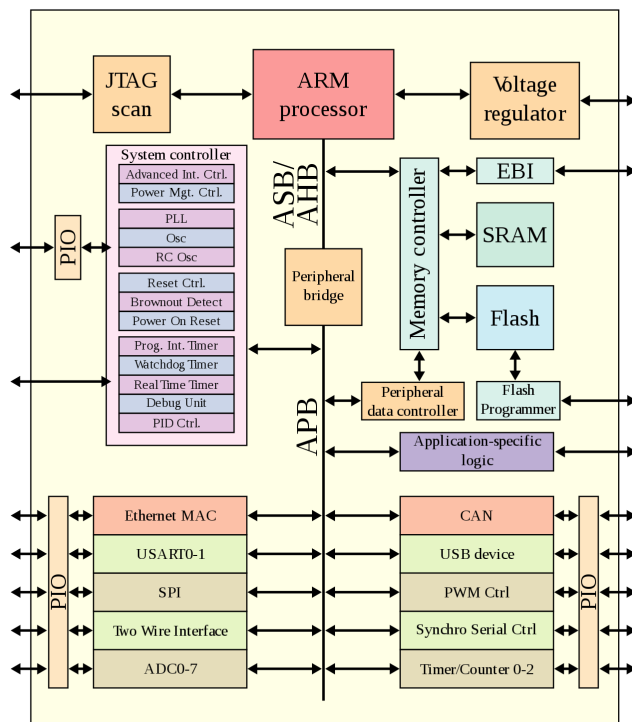 JTAG
scan
ARM
processor
Voltage
regulator
System controller
Advanced Int. Ctrl.
Power Mgt. Ctrl.
PLL
Osc
RC Osc
Reset Ctrl.
Brownout Detect
Power On Reset
Prog. Int. Timer
Watchdog Timer
Real Time Timer
Debug Unit
PID Ctrl.
PIO
ASB/
AHB
Peripheral
bridge
APB
Memory controller
EBI
SRAM
Flash
Peripheral
data controller
Flash
Programmer
Application-specific
logic
PIO
Ethernet MAC
USART0-1
SPI
Two Wire Interface
ADC0-7
CAN
USB device
PWM Ctrl
Synchro Serial Ctrl
Timer/Counter 0-2
PIO